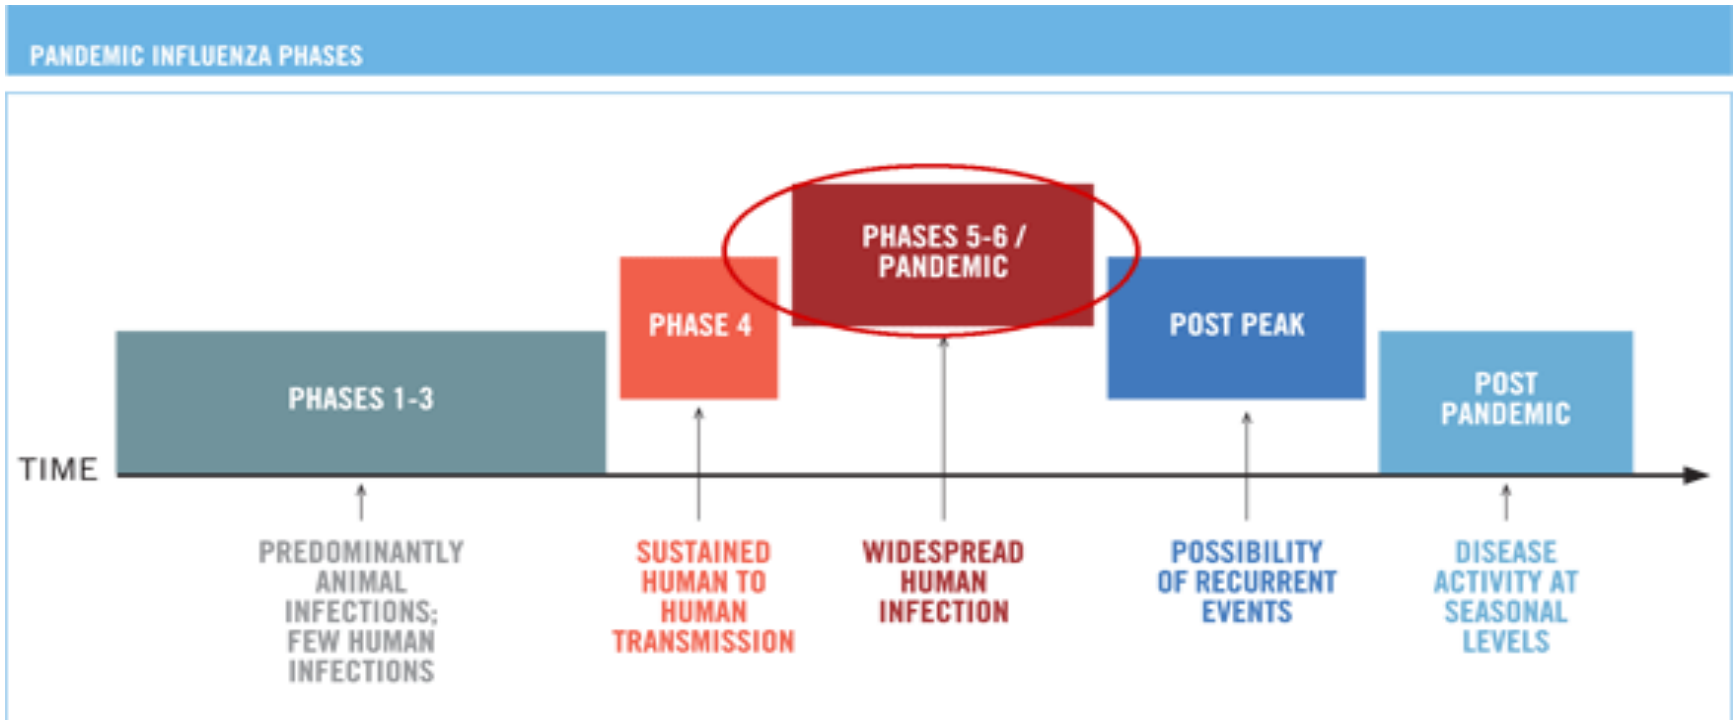 PANDEMIC INFLUENZA PHASES
PHASES 5-6 /
PANDEMIC
PHASE 4
POST PEAK
PHASES 1-3
POST
PANDEMIC
TIME
PREDOMINANTLY
ANIMAL
INFECTIONS;
FEW HUMAN
INFECTIONS
SUSTAINED
HUMAN TO
HUMAN
TRANSMISSION
WIDESPREAD
HUMAN
INFECTION
POSSIBILITY
OF RECURRENT
EVENTS
DISEASE
ACTIVITY AT
SEASONAL
LEVELS